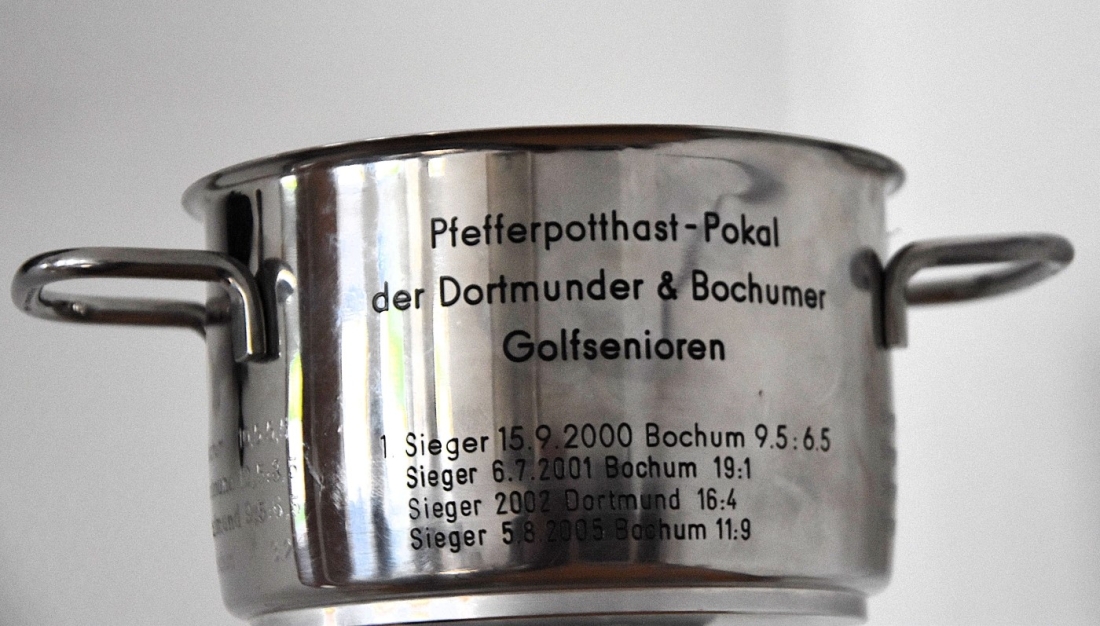 Pfefferpotthast-Pokal
der Dortmunder & Bochumer
Golfsenioren
1. Sieger 15.9.2000 Bochum 9.5:6.5
Sieger 6.7.2001 Bochum 19:1
Sieger 2002 Dortmund 16:4
Sieger 5.8.2005 Bochum 11:9